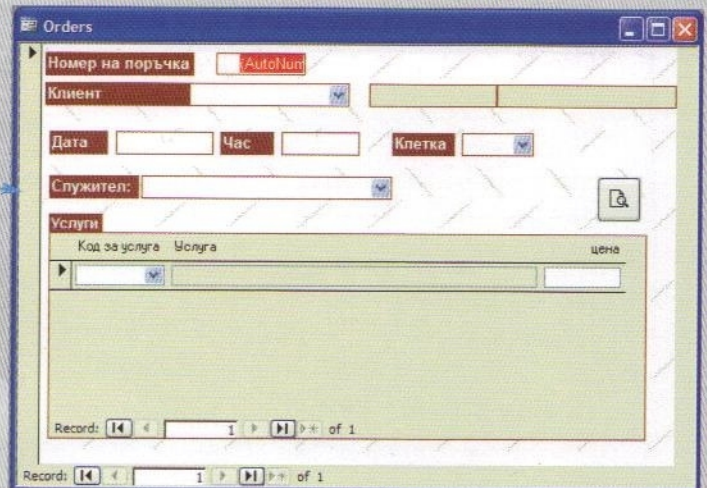 Orders
Номер на поръчка (AutoNum
Клиент
Дата Час Клетка
Служител:
Услуги
Код за услуга Услуга цена
Record: 1 of 1
Record: 1 of 1